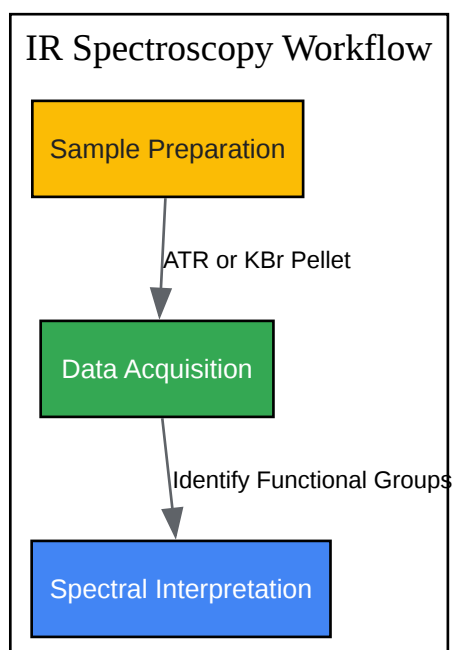 IR Spectroscopy Workflow
Sample Preparation
ATR or KBr Pellet
Data Acquisition
Identify Functional Groups
Spectral Interpretation